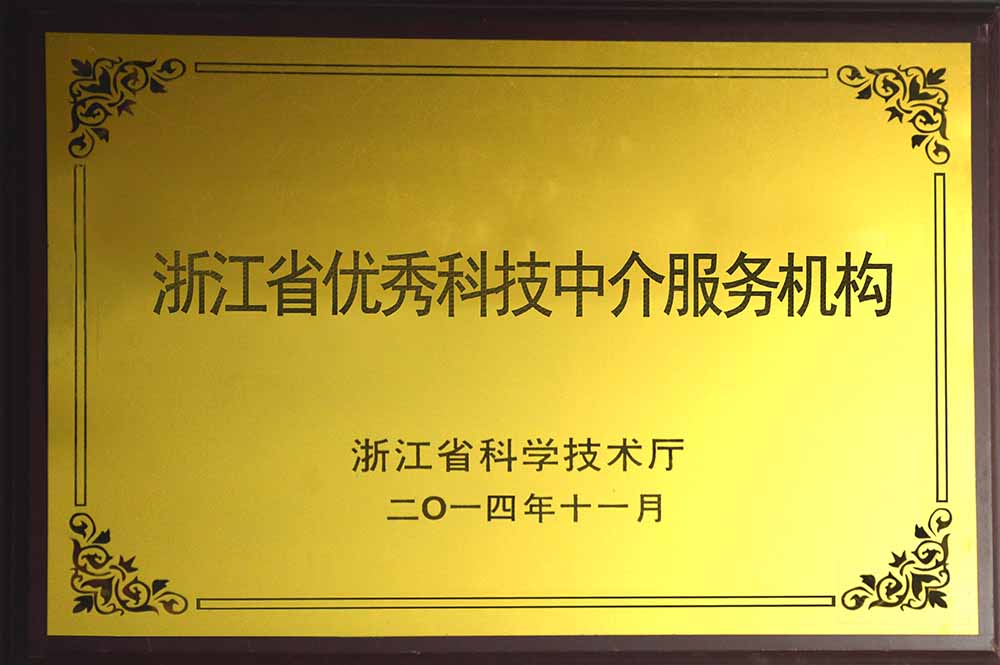 浙江省优秀科技中介服务机构
浙江省科学技术厅
二〇一四年十一月